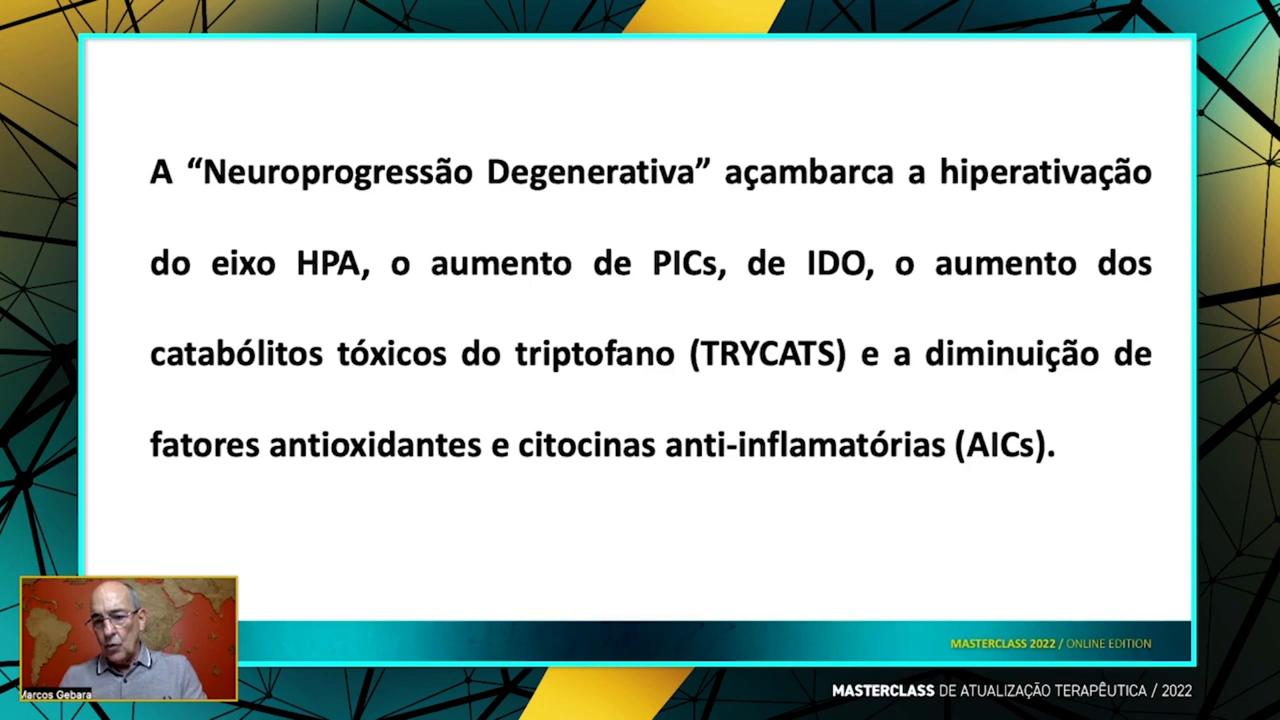 A “Neuroprogressão Degenerativa” açambarca a hiperativação
do eixo HPA, o aumento de PICs, de IDO, o aumento dos
catabólitos tóxicos do triptofano (TRYCATS) e a diminuição de
fatores antioxidantes e citocinas anti-inflamatórias (AICs).
MASTERCLASS 2022 / ONLINE EDITION
Marcos Gebara
MASTERCLASS DE ATUALIZAÇÃO TERAPÊUTICA / 2022